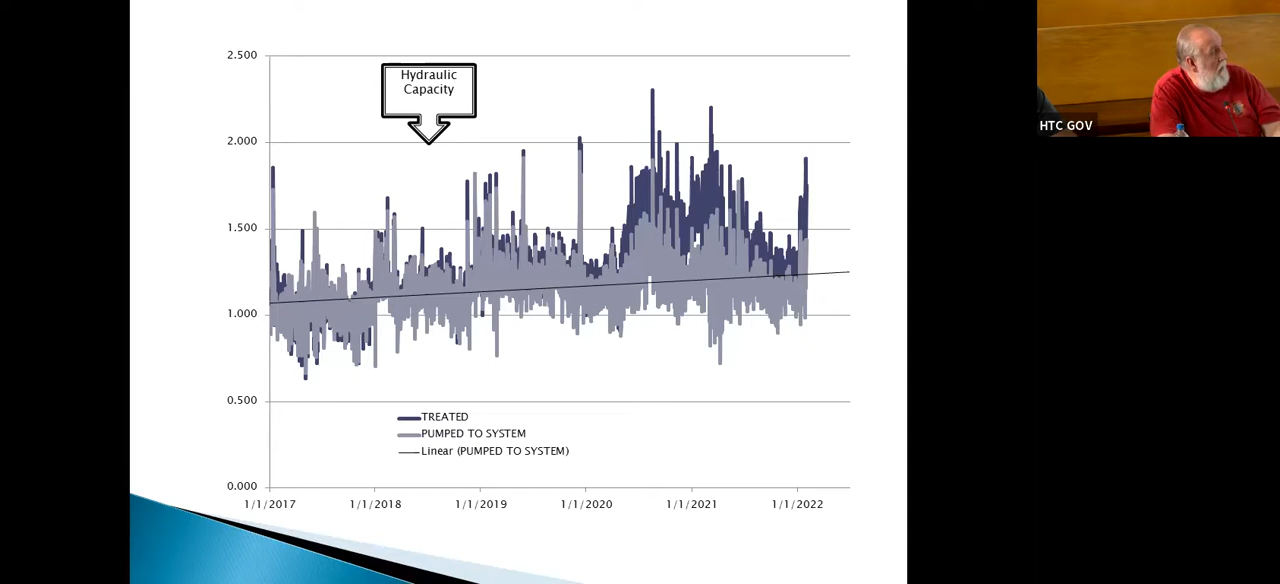 2.500
Hydraulic
Capacity
2.000
1.500
1.000
0.500
0.000
TREATED
PUMPED TO SYSTEM
Linear (PUMPED TO SYSTEM)
1/1/2017 1/1/2018 1/1/2019 1/1/2020 1/1/2021 1/1/2022
HTC GOV